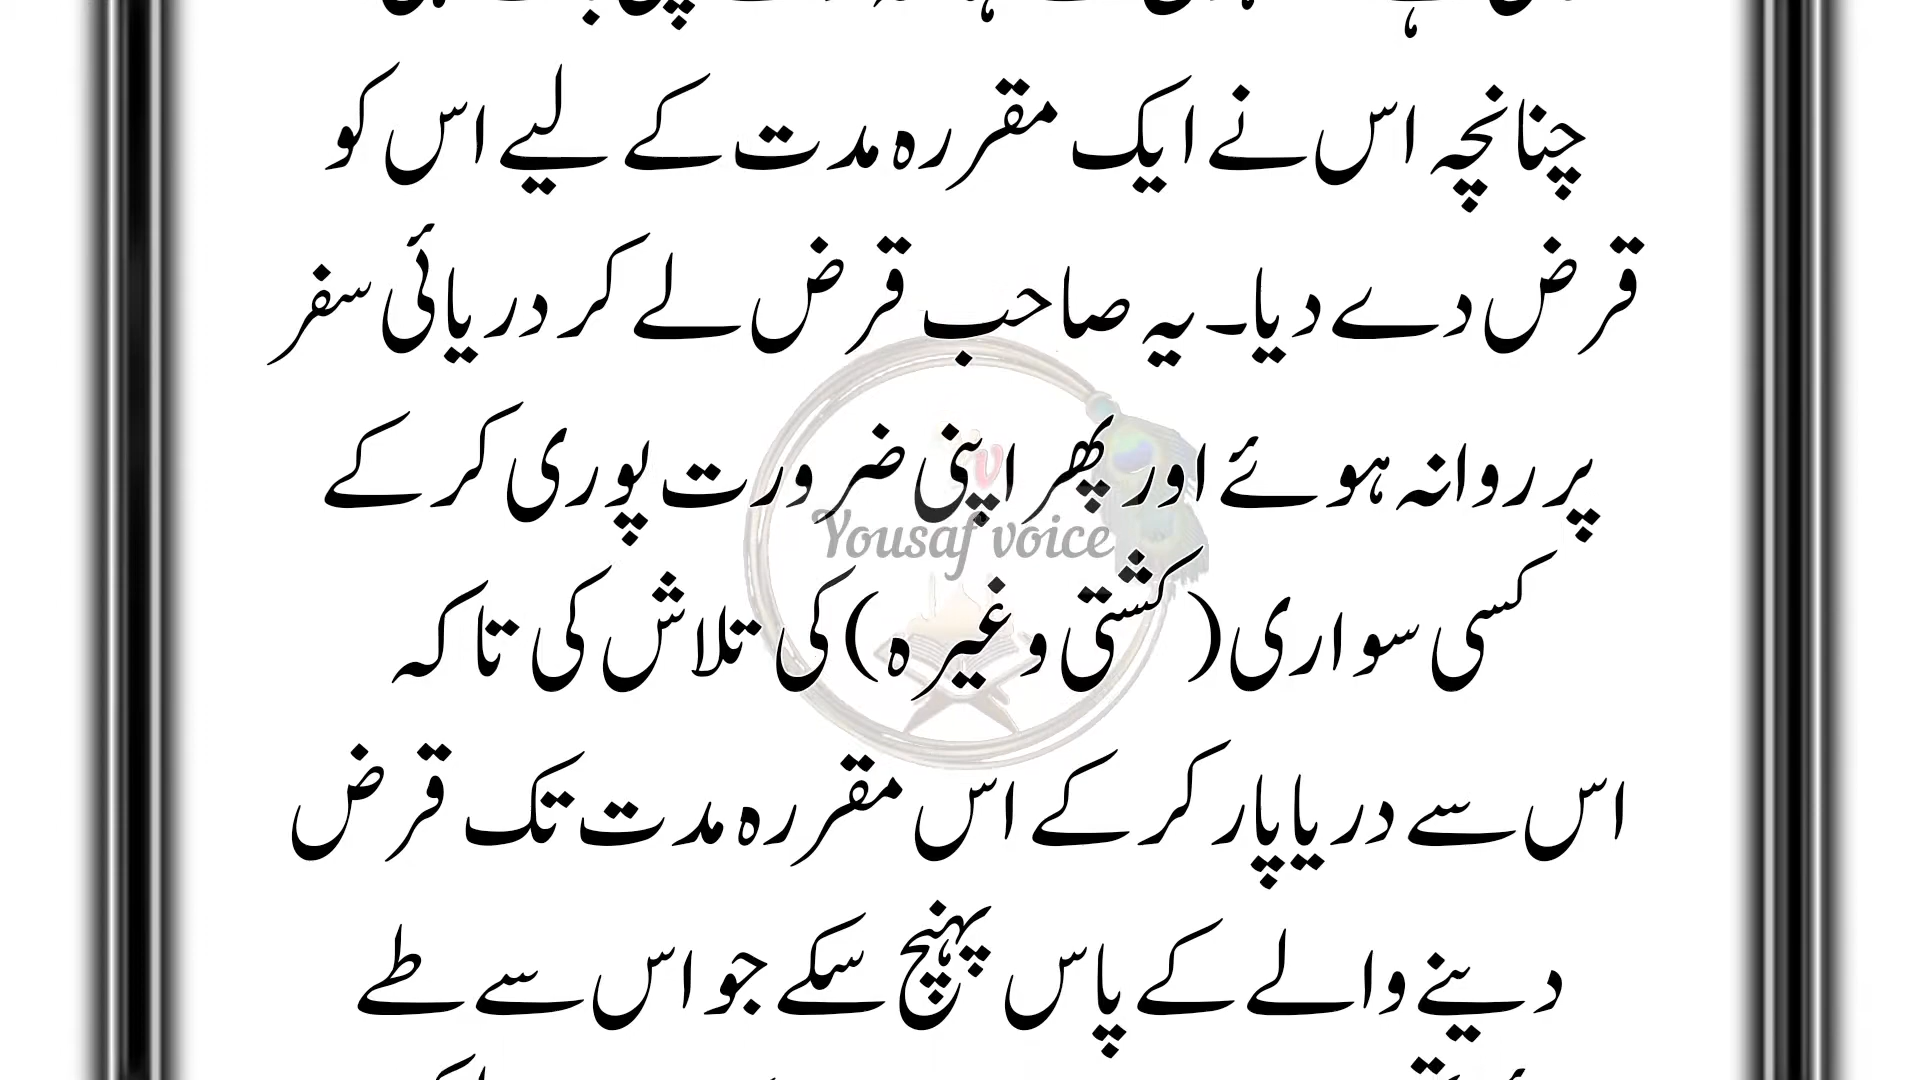 چنانچہ اس نے ایک مقررہ مدت کے لیے اس کو
قرض دے دیا۔ یہ صاحب قرض لے کر دریائی سفر
پر روانہ ہوئے اور پھر اپنی ضرورت پوری کر کے
Yousaf voice
کسی سواری (کشتی وغیرہ) کی تلاش کی تاکہ
اس سے دریا پار کر کے اس مقررہ مدت تک قرض
دینے والے کے پاس پہنچ سکے جو اس سے طے